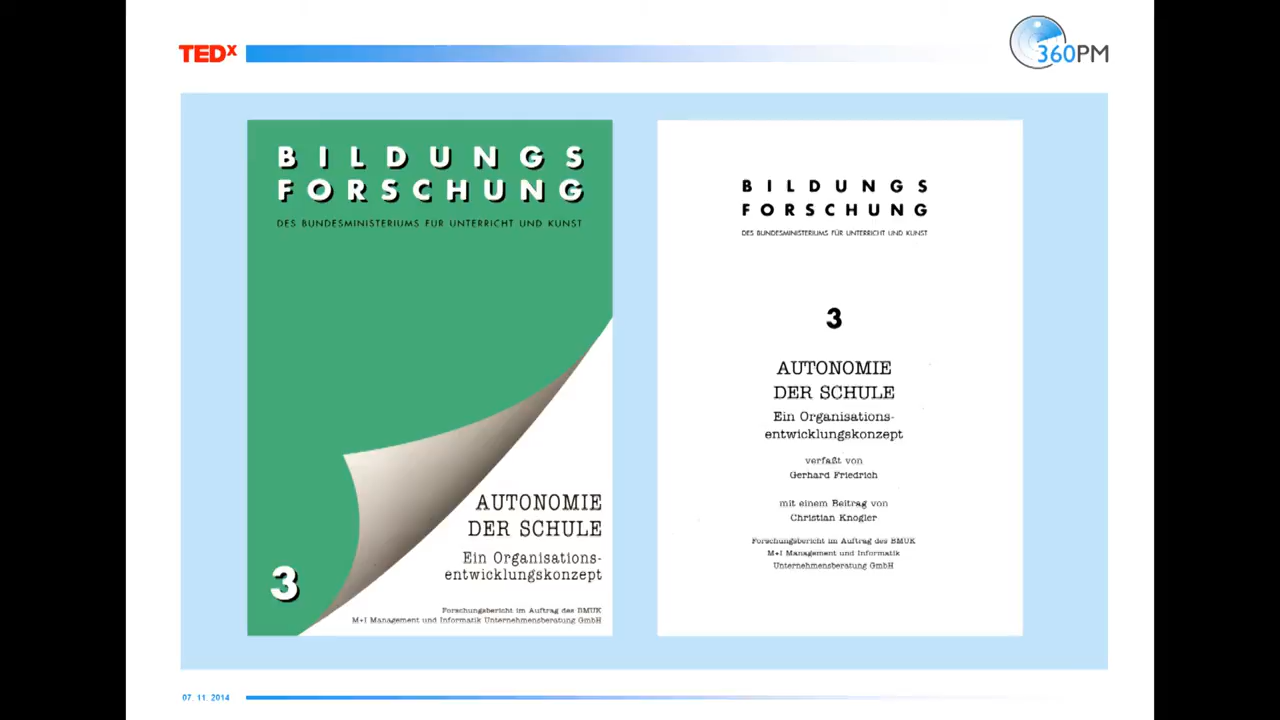 TEDx
360PM
BILDUNGS
FORSCHUNG
DES BUNDESMINISTERIUMS FÜR UNTERRICHT UND KUNST
AUTONOMIE
DER SCHULE
Ein Organisations-
entwicklungskonzept
3
Forschungsbericht im Auftrag des BMUK
M+I Management und Informatik Unternehmensberatung GmbH
BILDUNGS
FORSCHUNG
DES BUNDESMINISTERIUMS FÜR UNTERRICHT UND KUNST
3
AUTONOMIE
DER SCHULE
Ein Organisations-
entwicklungskonzept
verfaßt von
Gerhard Friedrich
mit einem Beitrag von
Christian Knogler
Forschungsbericht im Auftrag des BMUK
M+I Management und Informatik
Unternehmensberatung GmbH
07. 11. 2014